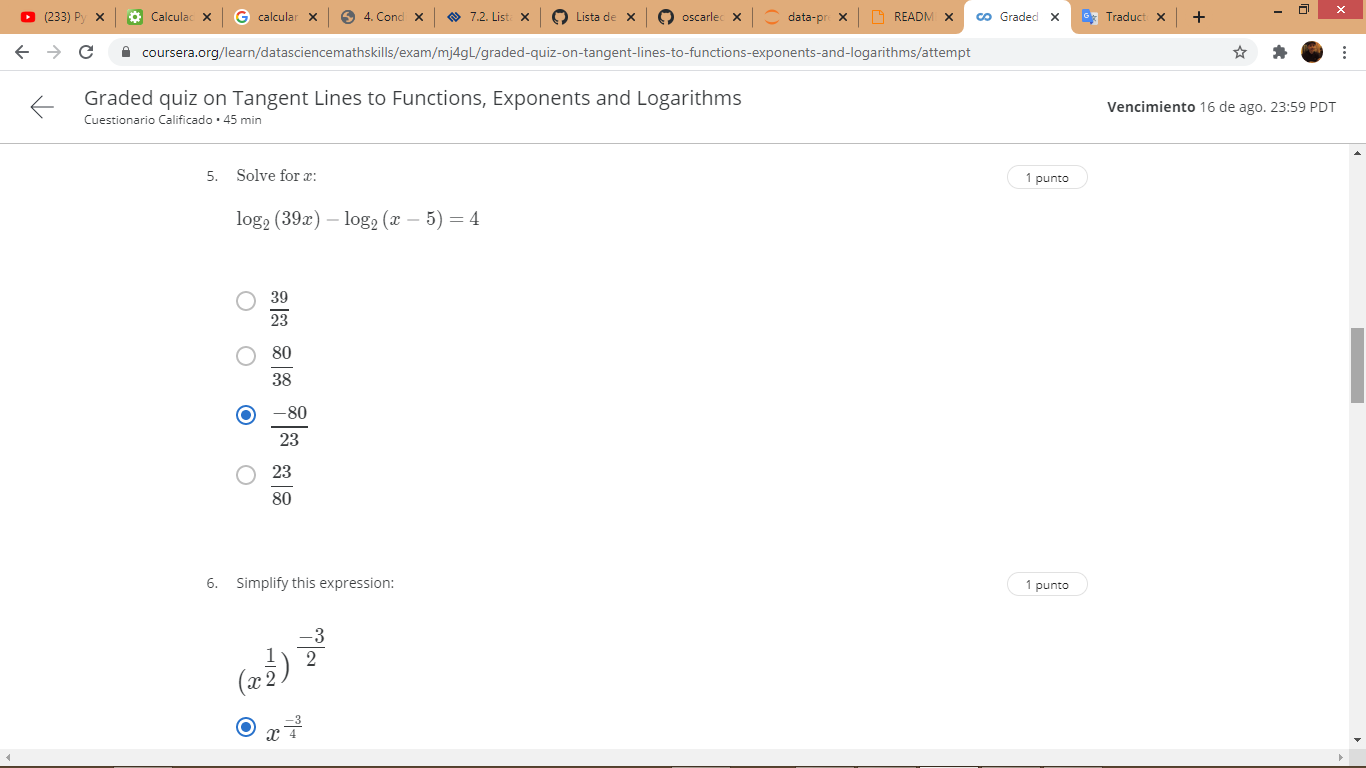 (233) Py
Calculac
calcular
4. Cond
7.2. List
Lista de
oscarlec
data-pr
READM
Graded
Traduct
coursera.org/learn/datasciencemathskills/exam/mj4gL/graded-quiz-on-tangent-lines-to-functions-exponents-and-logarithms/attempt
Graded quiz on Tangent Lines to Functions, Exponents and Logarithms
Cuestionario Calificado • 45 min
Vencimiento 16 de ago. 23:59 PDT
5. Solve for x:
1 punto
log₂ (39x) − log₂ (x − 5) = 4
39/23
80/38
−80/23
23/80
6. Simplify this expression:
1 punto
(x^(1/2))^(−3/2)
x^(−3/4)